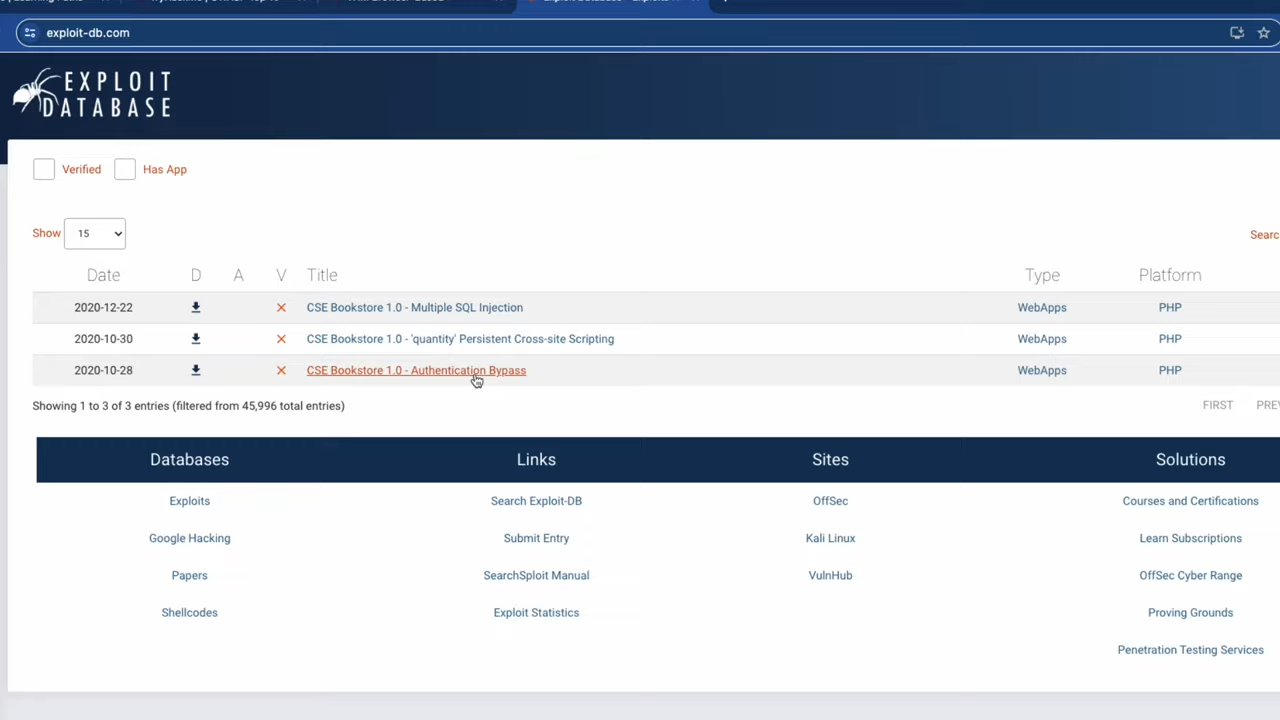 exploit-db.com
EXPLOIT
DATABASE
Verified Has App
Show 15
Searc
Date D A V Title Type Platform
2020-12-22 CSE Bookstore 1.0 - Multiple SQL Injection WebApps PHP
2020-10-30 CSE Bookstore 1.0 - 'quantity' Persistent Cross-site Scripting WebApps PHP
2020-10-28 CSE Bookstore 1.0 - Authentication Bypass WebApps PHP
Showing 1 to 3 of 3 entries (filtered from 45,996 total entries) FIRST PRE
Databases Links Sites Solutions
Exploits Search Exploit-DB OffSec Courses and Certifications
Google Hacking Submit Entry Kali Linux Learn Subscriptions
Papers SearchSploit Manual VulnHub OffSec Cyber Range
Shellcodes Exploit Statistics Proving Grounds
Penetration Testing Services